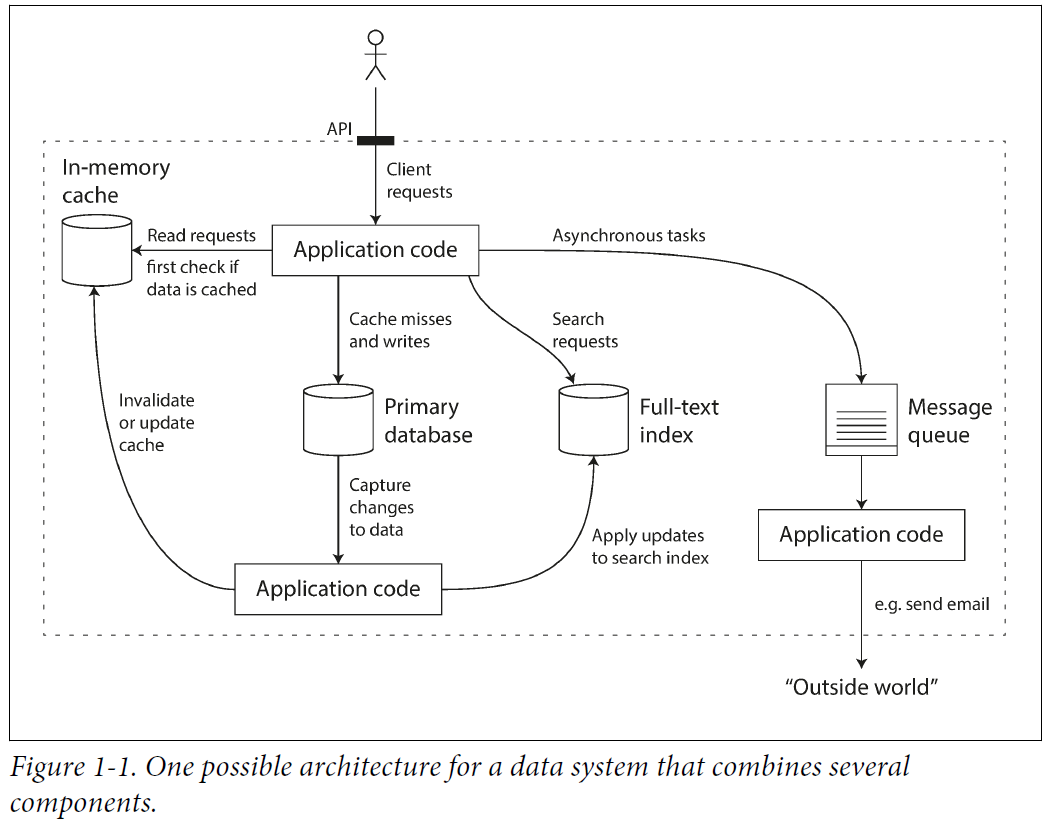 API
Client
requests
In-memory
cache
Read requests
first check if
data is cached
Application code
Asynchronous tasks
Cache misses
and writes
Search
requests
Invalidate
or update
cache
Primary
database
Full-text
index
Message
queue
Capture
changes
to data
Apply updates
to search index
Application code
Application code
e.g. send email
“Outside world”
Figure 1-1. One possible architecture for a data system that combines several
components.